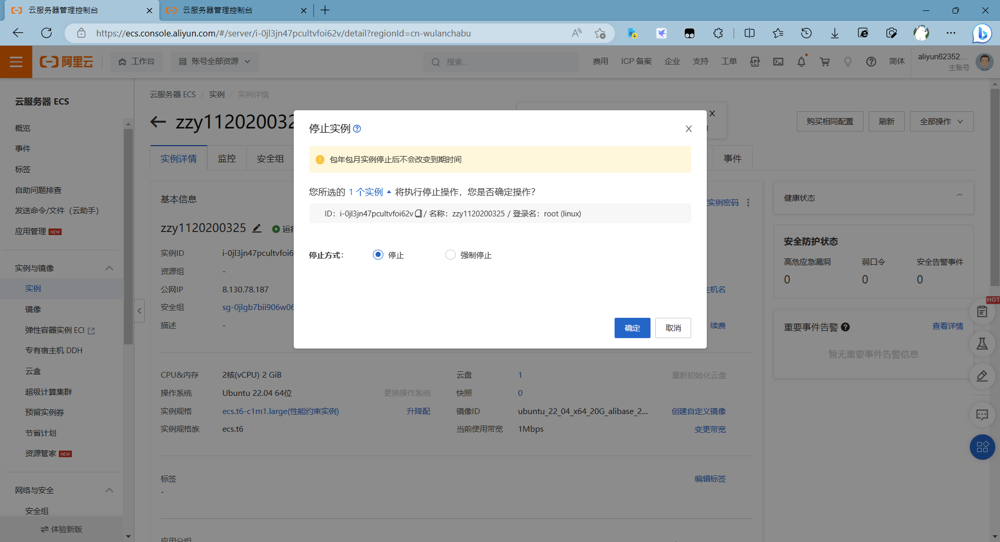 云服务器管理控制台
云服务器管理控制台
https://ecs.console.aliyun.com/#/server/i-0jl3jn47pcultvfoi62v/detail?regionId=cn-wulanchabu
阿里云
工作台
账号全部资源
搜索...
费用
ICP 备案
企业
支持
工单
APP
简体
aliyun62352...
主账号
云服务器 ECS
概览
事件
标签
自助问题排查
发送命令/文件（云助手）
应用管理 NEW
实例与镜像
实例
镜像
弹性容器实例 ECI
专有宿主机 DDH
云盒
超级计算集群
预留实例券
节省计划
资源管家 NEW
网络与安全
安全组
体验新版
云服务器 ECS / 实例 / 实例详情
zzy112020032
购买相同配置
刷新
全部操作
实例详情
监控
安全组
事件
停止实例
包年包月实例停止后不会改变到期时间
您所选的 1 个实例 将执行停止操作，您是否确定操作？
ID：i-0jl3jn47pcultvfoi62v / 名称：zzy1120200325 / 登录名：root (linux)
停止方式：
停止
强制停止
确定
取消
基本信息
实例密码
zzy1120200325
运行
实例ID
i-0jl3jn47pcultvfoi6
资源组
-
公网IP
8.130.78.187
主机名
安全组
sg-0jlgb7bii906w06
描述
-
续费
CPU&内存
2核(vCPU) 2 GiB
云盘
1
重新初始化云盘
操作系统
Ubuntu 22.04 64位
更换操作系统
快照
0
实例规格
ecs.t6-c1m1.large(性能约束实例)
升降配
镜像ID
ubuntu_22_04_x64_20G_alibase_2...
创建自定义镜像
实例规格族
ecs.t6
当前使用带宽
1Mbps
变更带宽
标签
编辑标签
-
应用分组
健康状态
安全防护状态
高危应急漏洞
弱口令
安全告警事件
0
0
0
HOT
重要事件告警
查看详情
暂无重要事件告警信息